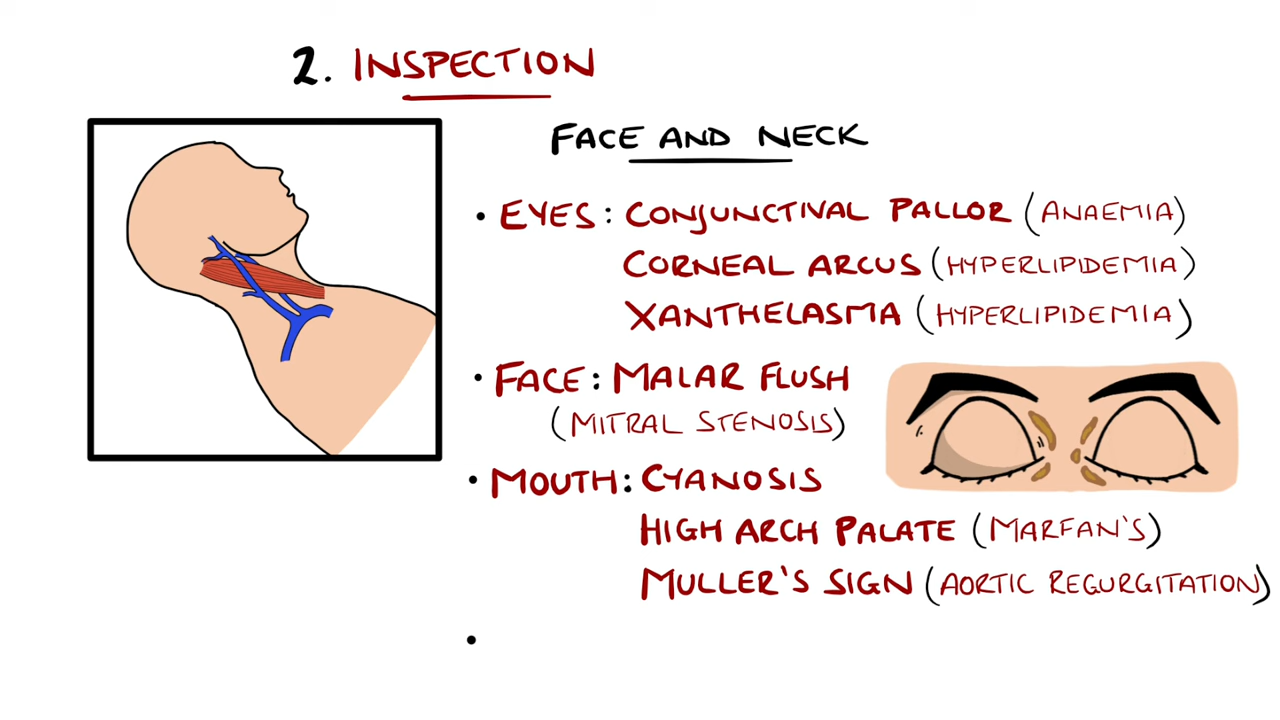 2. INSPECTION
FACE AND NECK
• EYES: CONJUNCTIVAL PALLOR (ANAEMIA)
CORNEAL ARCUS (HYPERLIPIDEMIA)
XANTHELASMA (HYPERLIPIDEMIA)
• FACE: MALAR FLUSH
(MITRAL STENOSIS)
• MOUTH: CYANOSIS
HIGH ARCH PALATE (MARFAN'S)
MULLER'S SIGN (AORTIC REGURGITATION)
•